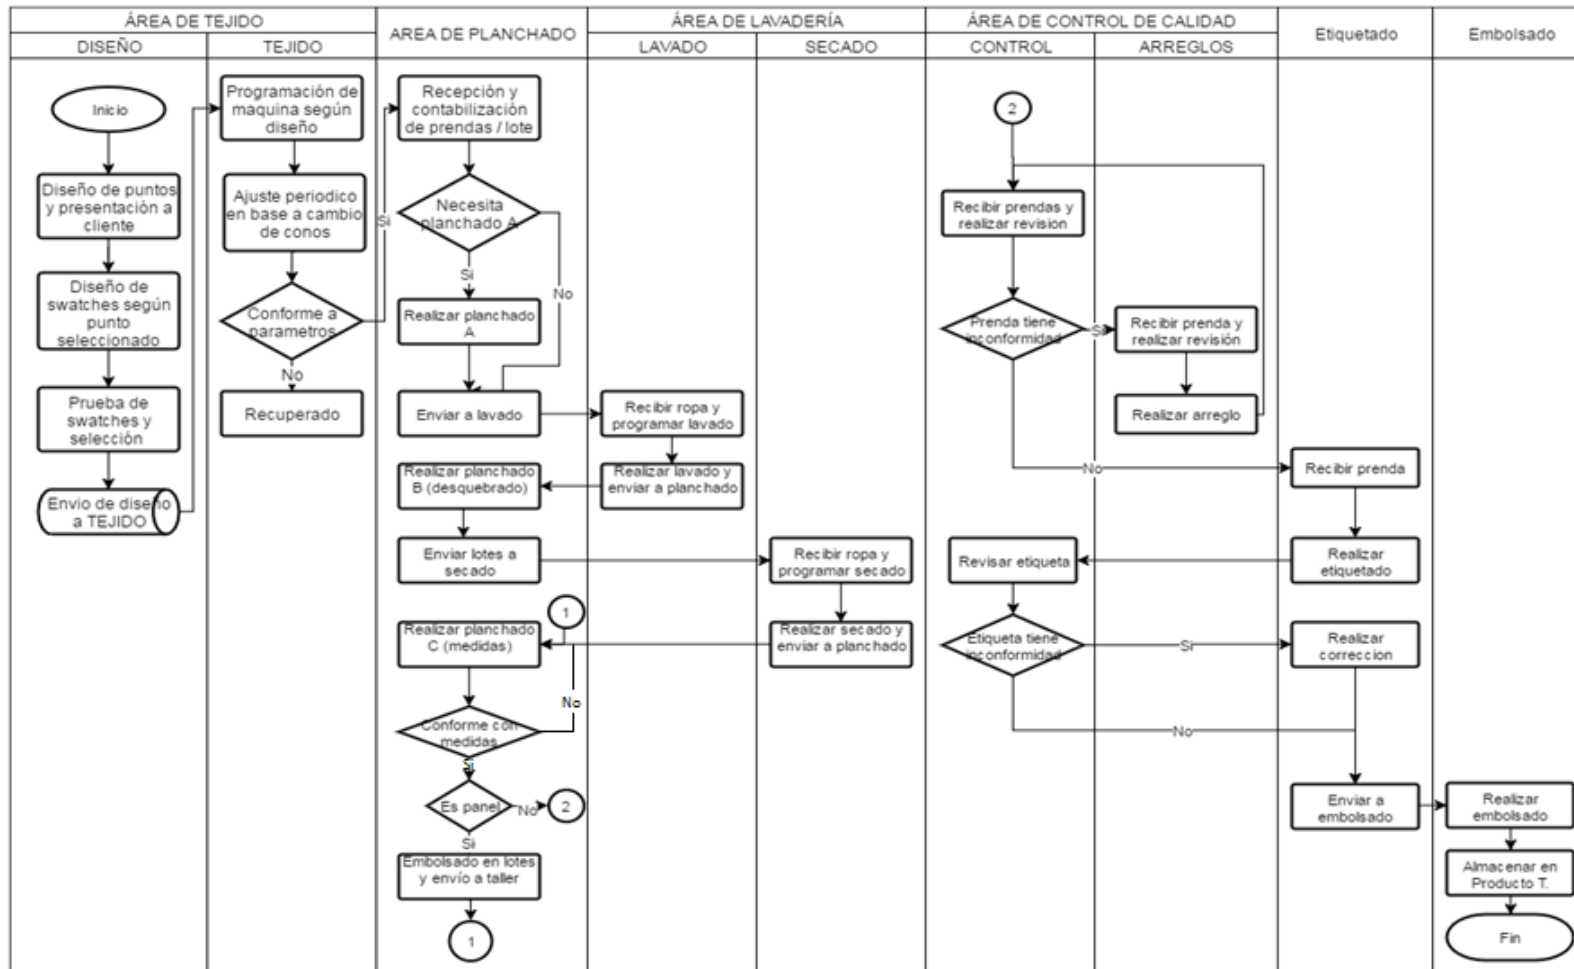 ÁREA DE TEJIDO
DISEÑO
TEJIDO
AREA DE PLANCHADO
ÁREA DE LAVADERÍA
LAVADO
SECADO
ÁREA DE CONTROL DE CALIDAD
CONTROL
ARREGLOS
Etiquetado
Embolsado
Inicio
Diseño de puntos
y presentación a
cliente
Diseño de
swatches según
punto
seleccionado
Prueba de
swatches y
selección
Envio de diseño
a TEJIDO
Programación de
maquina según
diseño
Ajuste periodico
en base a cambio
de conos
Conforme a
parametros
Si
No
Recuperado
Recepción y
contabilización
de prendas / lote
Necesita
planchado A
Si
No
Realizar planchado
A
Enviar a lavado
Realizar planchado
B (desquebrado)
Enviar lotes a
secado
1
Realizar planchado
C (medidas)
No
Conforme con
medidas
Si
Es panel
No
2
Si
Embolsado en lotes
y envío a taller
1
Recibir ropa y
programar lavado
Realizar lavado y
enviar a planchado
Recibir ropa y
programar secado
Realizar secado y
enviar a planchado
2
Recibir prendas y
realizar revision
Prenda tiene
inconformidad
Si
No
Recibir prenda y
realizar revisión
Realizar arreglo
Recibir prenda
Realizar
etiquetado
Revisar etiqueta
Etiqueta tiene
inconformidad
Si
No
Realizar
correccion
Enviar a
embolsado
Realizar
embolsado
Almacenar en
Producto T.
Fin